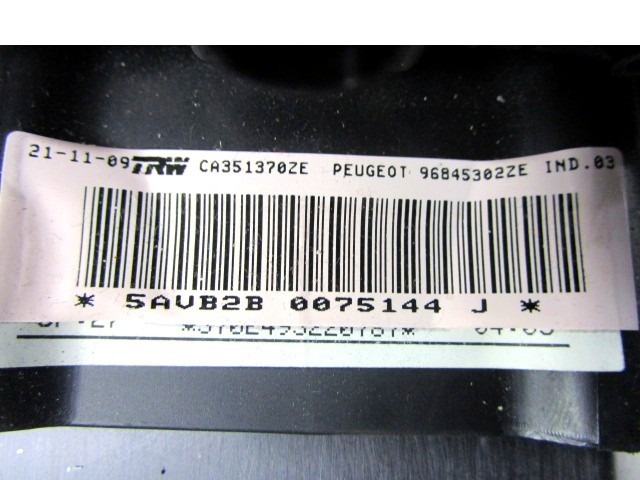 21-11-09 TRW CA351370ZE PEUGEOT 96845302ZE IND.03
* 5AVB2B 0075144 J *